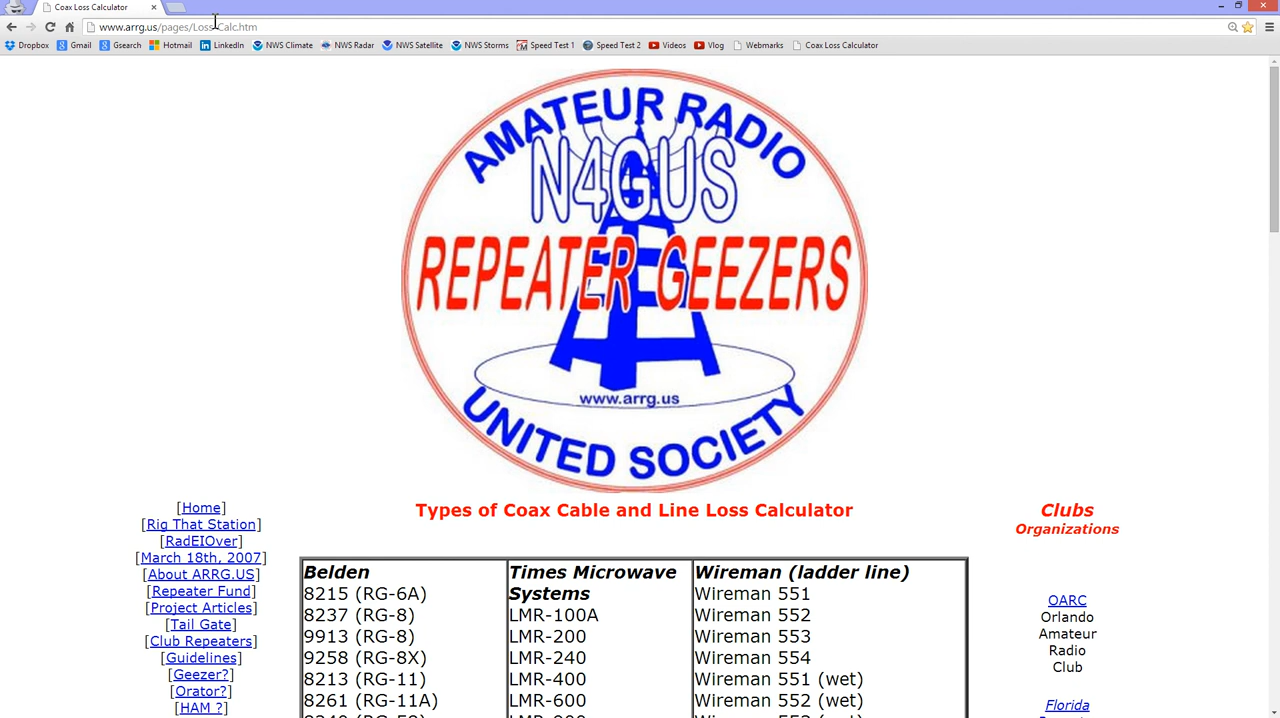 Coax Loss Calculator
www.arrg.us/pages/Loss-Calc.htm
Dropbox Gmail Gsearch Hotmail LinkedIn NWS Climate NWS Radar NWS Satellite NWS Storms Speed Test 1 Speed Test 2 Videos Vlog Webmarks Coax Loss Calculator
AMATEUR RADIO
N4GUS
REPEATER GEEZERS
www.arrg.us
UNITED SOCIETY
[Home]
[Rig That Station]
[RadEIOver]
[March 18th, 2007]
[About ARRG.US]
[Repeater Fund]
[Project Articles]
[Tail Gate]
[Club Repeaters]
[Guidelines]
[Geezer?]
[Orator?]
[HAM ?]
Types of Coax Cable and Line Loss Calculator
Belden
8215 (RG-6A)
8237 (RG-8)
9913 (RG-8)
9258 (RG-8X)
8213 (RG-11)
8261 (RG-11A)
Times Microwave
Systems
LMR-100A
LMR-200
LMR-240
LMR-400
LMR-600
Wireman (ladder line)
Wireman 551
Wireman 552
Wireman 553
Wireman 554
Wireman 551 (wet)
Wireman 552 (wet)
Clubs
Organizations
OARC
Orlando
Amateur
Radio
Club
Florida